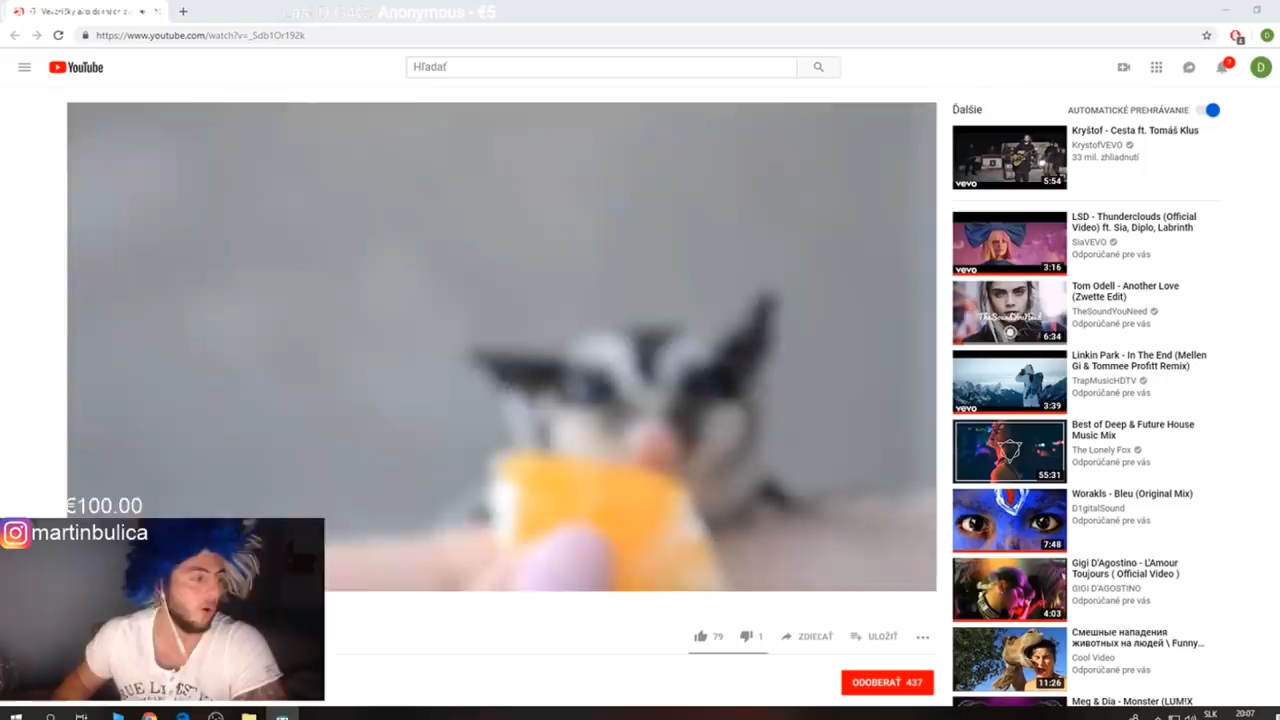 Anonymous - €5
https://www.youtube.com/watch?v=_Sdb1Or192k
YouTube
Hľadať
7
D
Ďalšie
AUTOMATICKÉ PREHRÁVANIE
Kryštof - Cesta ft. Tomáš Klus
KrystofVEVO
33 mil. zhliadnutí
vevo
5:54
LSD - Thunderclouds (Official
Video) ft. Sia, Diplo, Labrinth
SiaVEVO
Odporúčané pre vás
vevo
3:16
Tom Odell - Another Love
(Zwette Edit)
TheSoundYouNeed
Odporúčané pre vás
TheSoundYouNeed
6:34
Linkin Park - In The End (Mellen
Gi & Tommee Profitt Remix)
TrapMusicHDTV
Odporúčané pre vás
vevo
3:39
Best of Deep & Future House
Music Mix
The Lonely Fox
Odporúčané pre vás
55:31
Worakls - Bleu (Original Mix)
D1gitalSound
Odporúčané pre vás
7:48
Gigi D'Agostino - L'Amour
Toujours ( Official Video )
GIGI D'AGOSTINO
Odporúčané pre vás
4:03
Смешные нападения
животных на людей \ Funny...
Cool Video
Odporúčané pre vás
11:26
Meg & Dia - Monster (LUM!X
€100.00
martinbulica
79
1
ZDIEĽAŤ
ULOŽIŤ
ODOBERAŤ 437
SLK
20:07